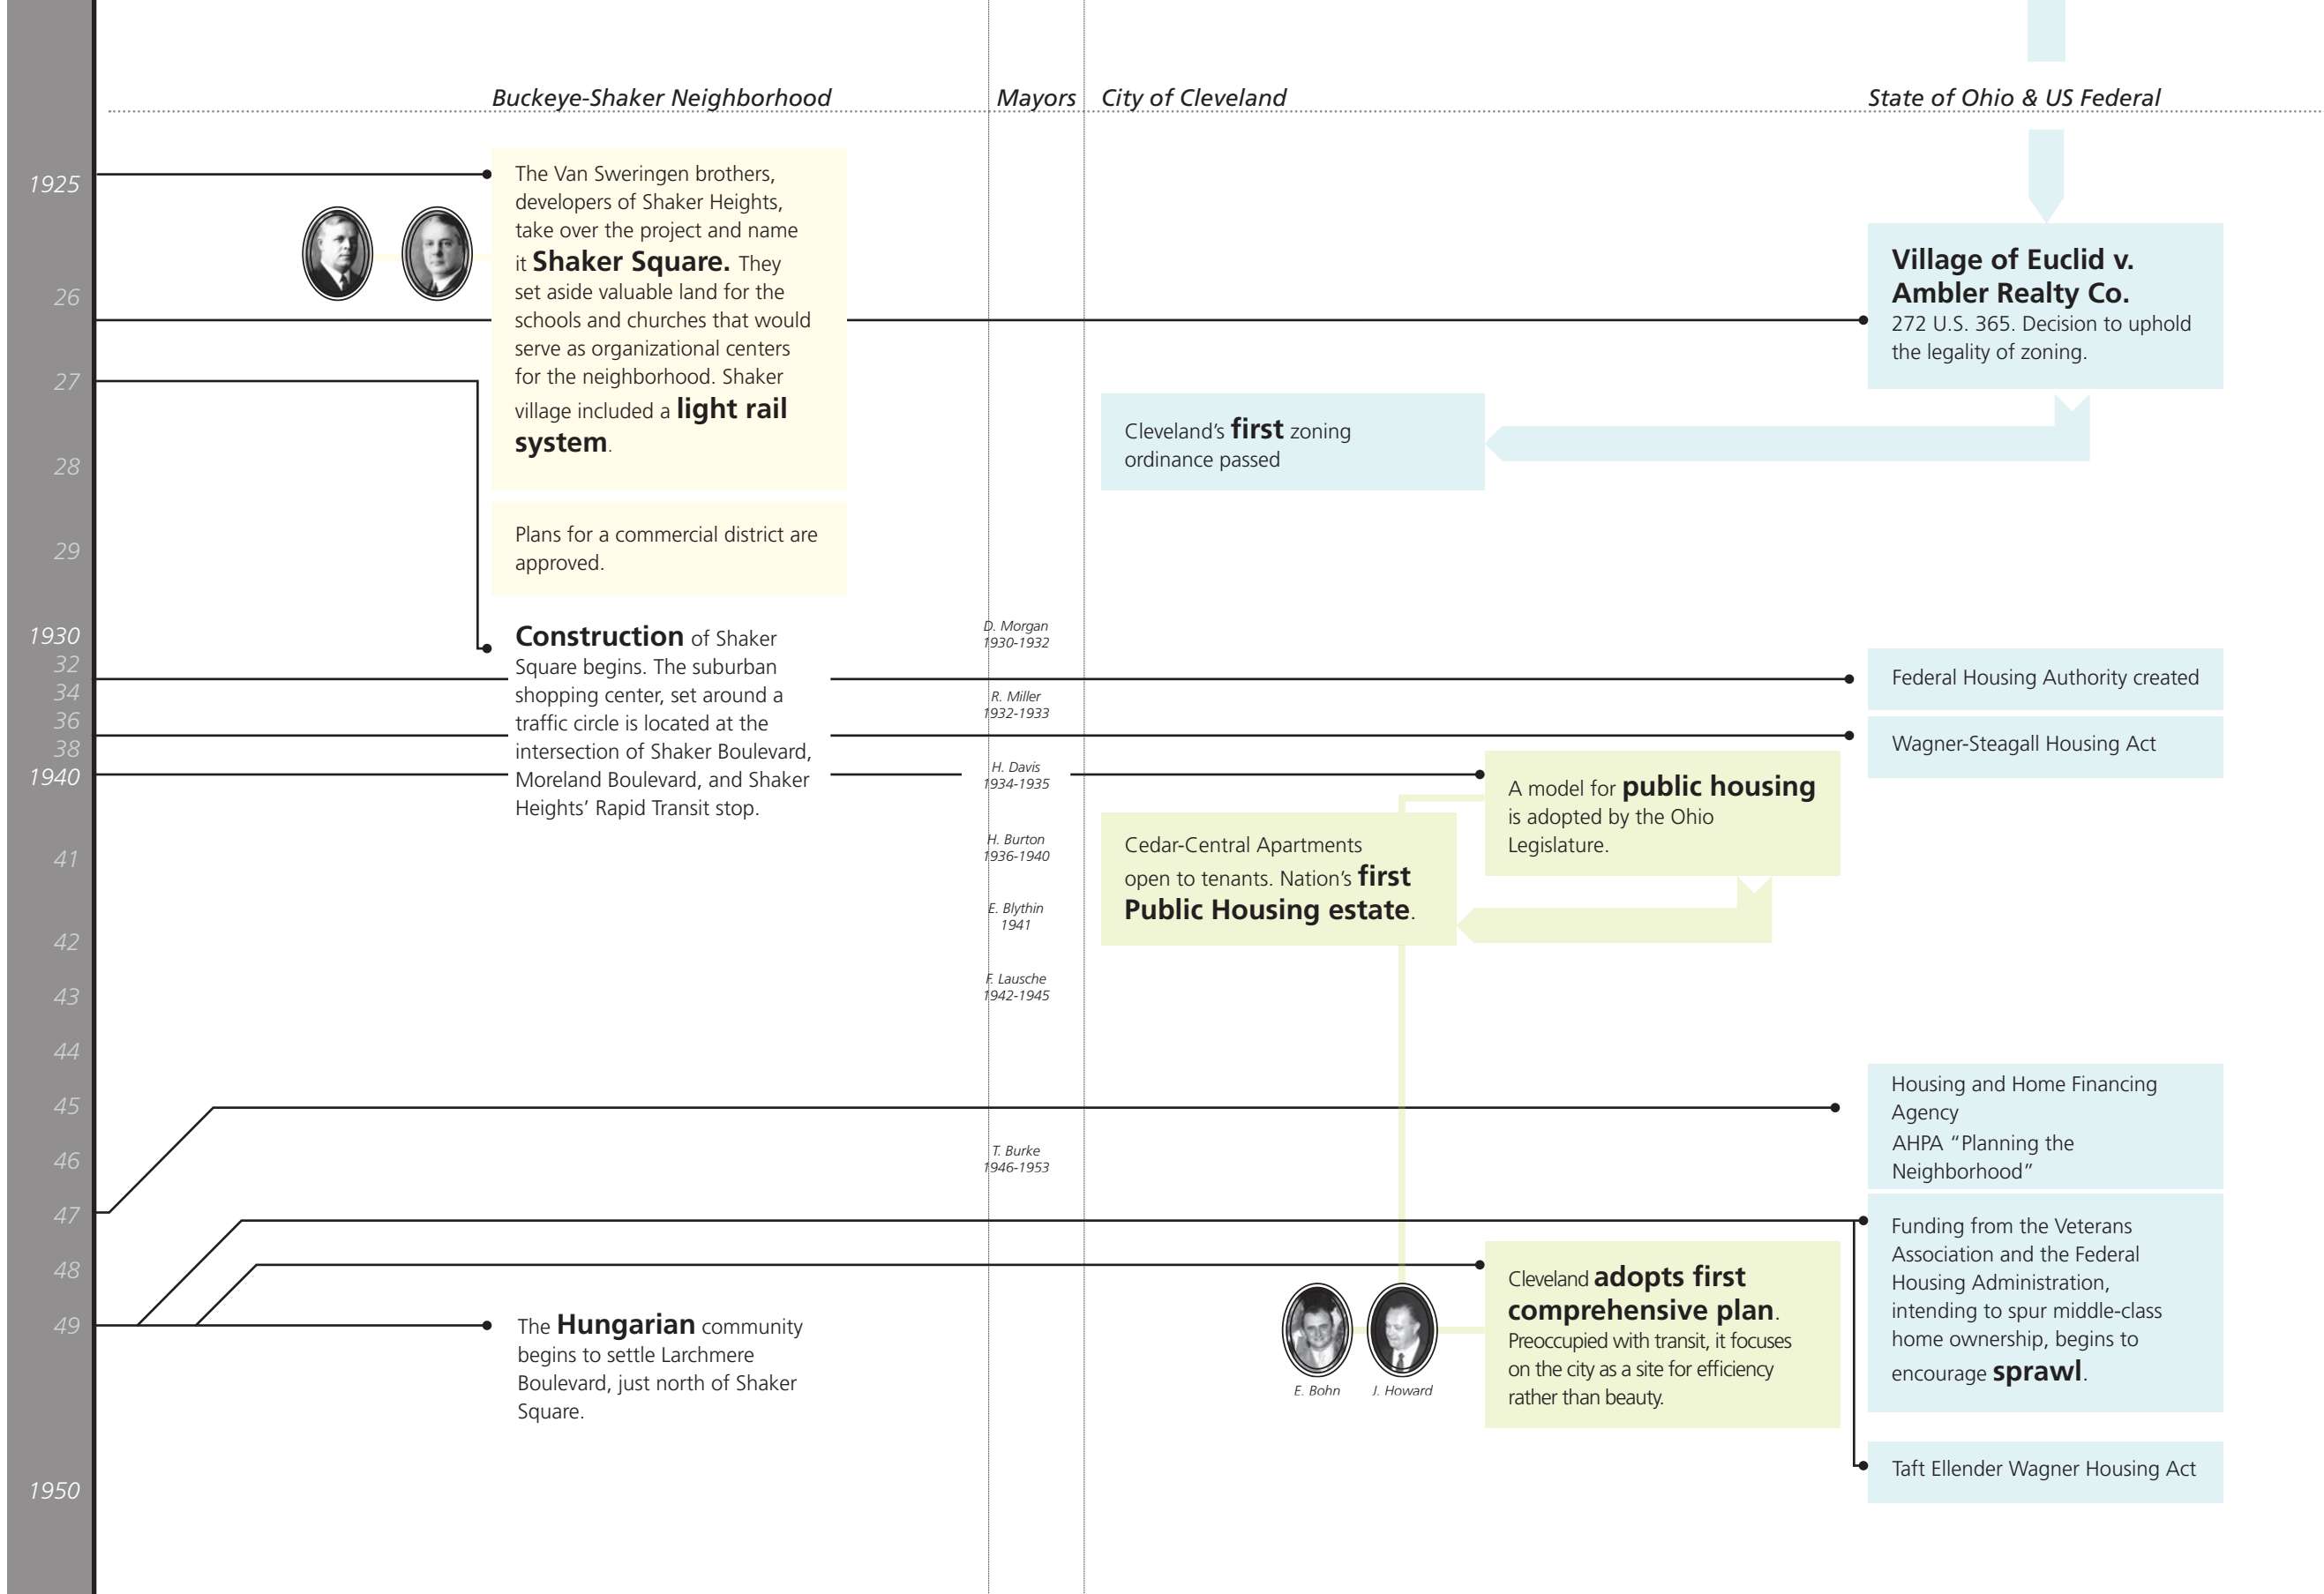 Buckeye-Shaker Neighborhood
Mayors
City of Cleveland
State of Ohio & US Federal
1925
26
27
28
29
1930
32
34
36
38
1940
41
42
43
44
45
46
47
48
49
1950
The Van Sweringen brothers,
developers of Shaker Heights,
take over the project and name
it Shaker Square. They
set aside valuable land for the
schools and churches that would
serve as organizational centers
for the neighborhood. Shaker
village included a light rail
system.
Plans for a commercial district are
approved.
Construction of Shaker
Square begins. The suburban
shopping center, set around a
traffic circle is located at the
intersection of Shaker Boulevard,
Moreland Boulevard, and Shaker
Heights’ Rapid Transit stop.
The Hungarian community
begins to settle Larchmere
Boulevard, just north of Shaker
Square.
D. Morgan
1930-1932
R. Miller
1932-1933
H. Davis
1934-1935
H. Burton
1936-1940
E. Blythin
1941
F. Lausche
1942-1945
T. Burke
1946-1953
Cleveland’s first zoning
ordinance passed
A model for public housing
is adopted by the Ohio
Legislature.
Cedar-Central Apartments
open to tenants. Nation’s first
Public Housing estate.
E. Bohn
J. Howard
Cleveland adopts first
comprehensive plan.
Preoccupied with transit, it focuses
on the city as a site for efficiency
rather than beauty.
Village of Euclid v.
Ambler Realty Co.
272 U.S. 365. Decision to uphold
the legality of zoning.
Federal Housing Authority created
Wagner-Steagall Housing Act
Housing and Home Financing
Agency
AHPA “Planning the
Neighborhood”
Funding from the Veterans
Association and the Federal
Housing Administration,
intending to spur middle-class
home ownership, begins to
encourage sprawl.
Taft Ellender Wagner Housing Act